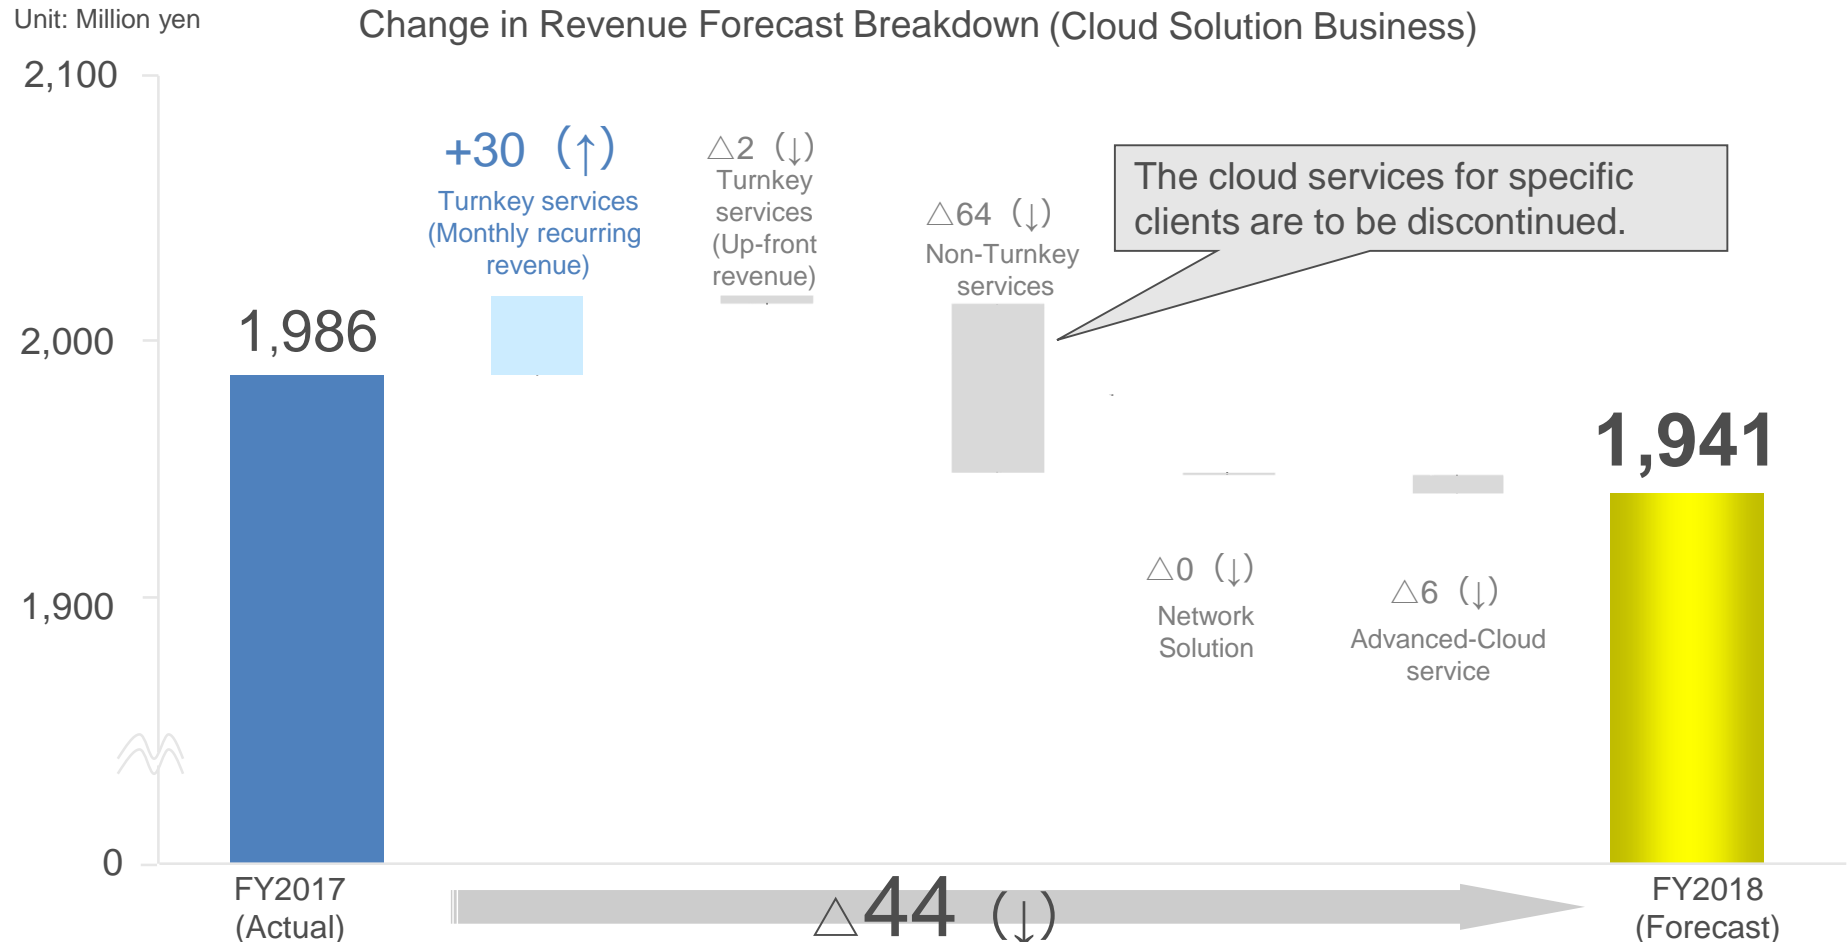 Unit: Million yen
Change in Revenue Forecast Breakdown (Cloud Solution Business)
2,100
2,000
1,900
0
1,986
+30 (↑)
Turnkey services
(Monthly recurring
revenue)
△2 (↓)
Turnkey
services
(Up-front
revenue)
△64 (↓)
Non-Turnkey
services
The cloud services for specific
clients are to be discontinued.
△0 (↓)
Network
Solution
△6 (↓)
Advanced-Cloud
service
1,941
FY2017
(Actual)
△44 (↓)
FY2018
(Forecast)